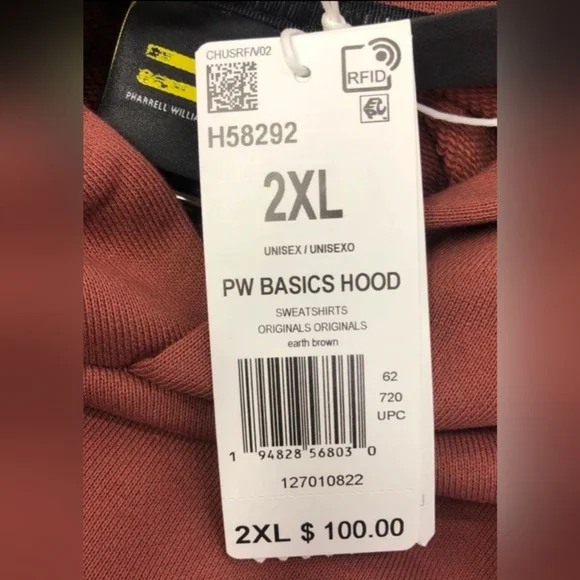 PHARRELL WILLIA
CHUSRF/V02
RFID
H58292
2XL
UNISEX / UNISEXO
PW BASICS HOOD
SWEATSHIRTS
ORIGINALS ORIGINALS
earth brown
62
720
UPC
1 94828 56803 0
127010822
2XL $ 100.00